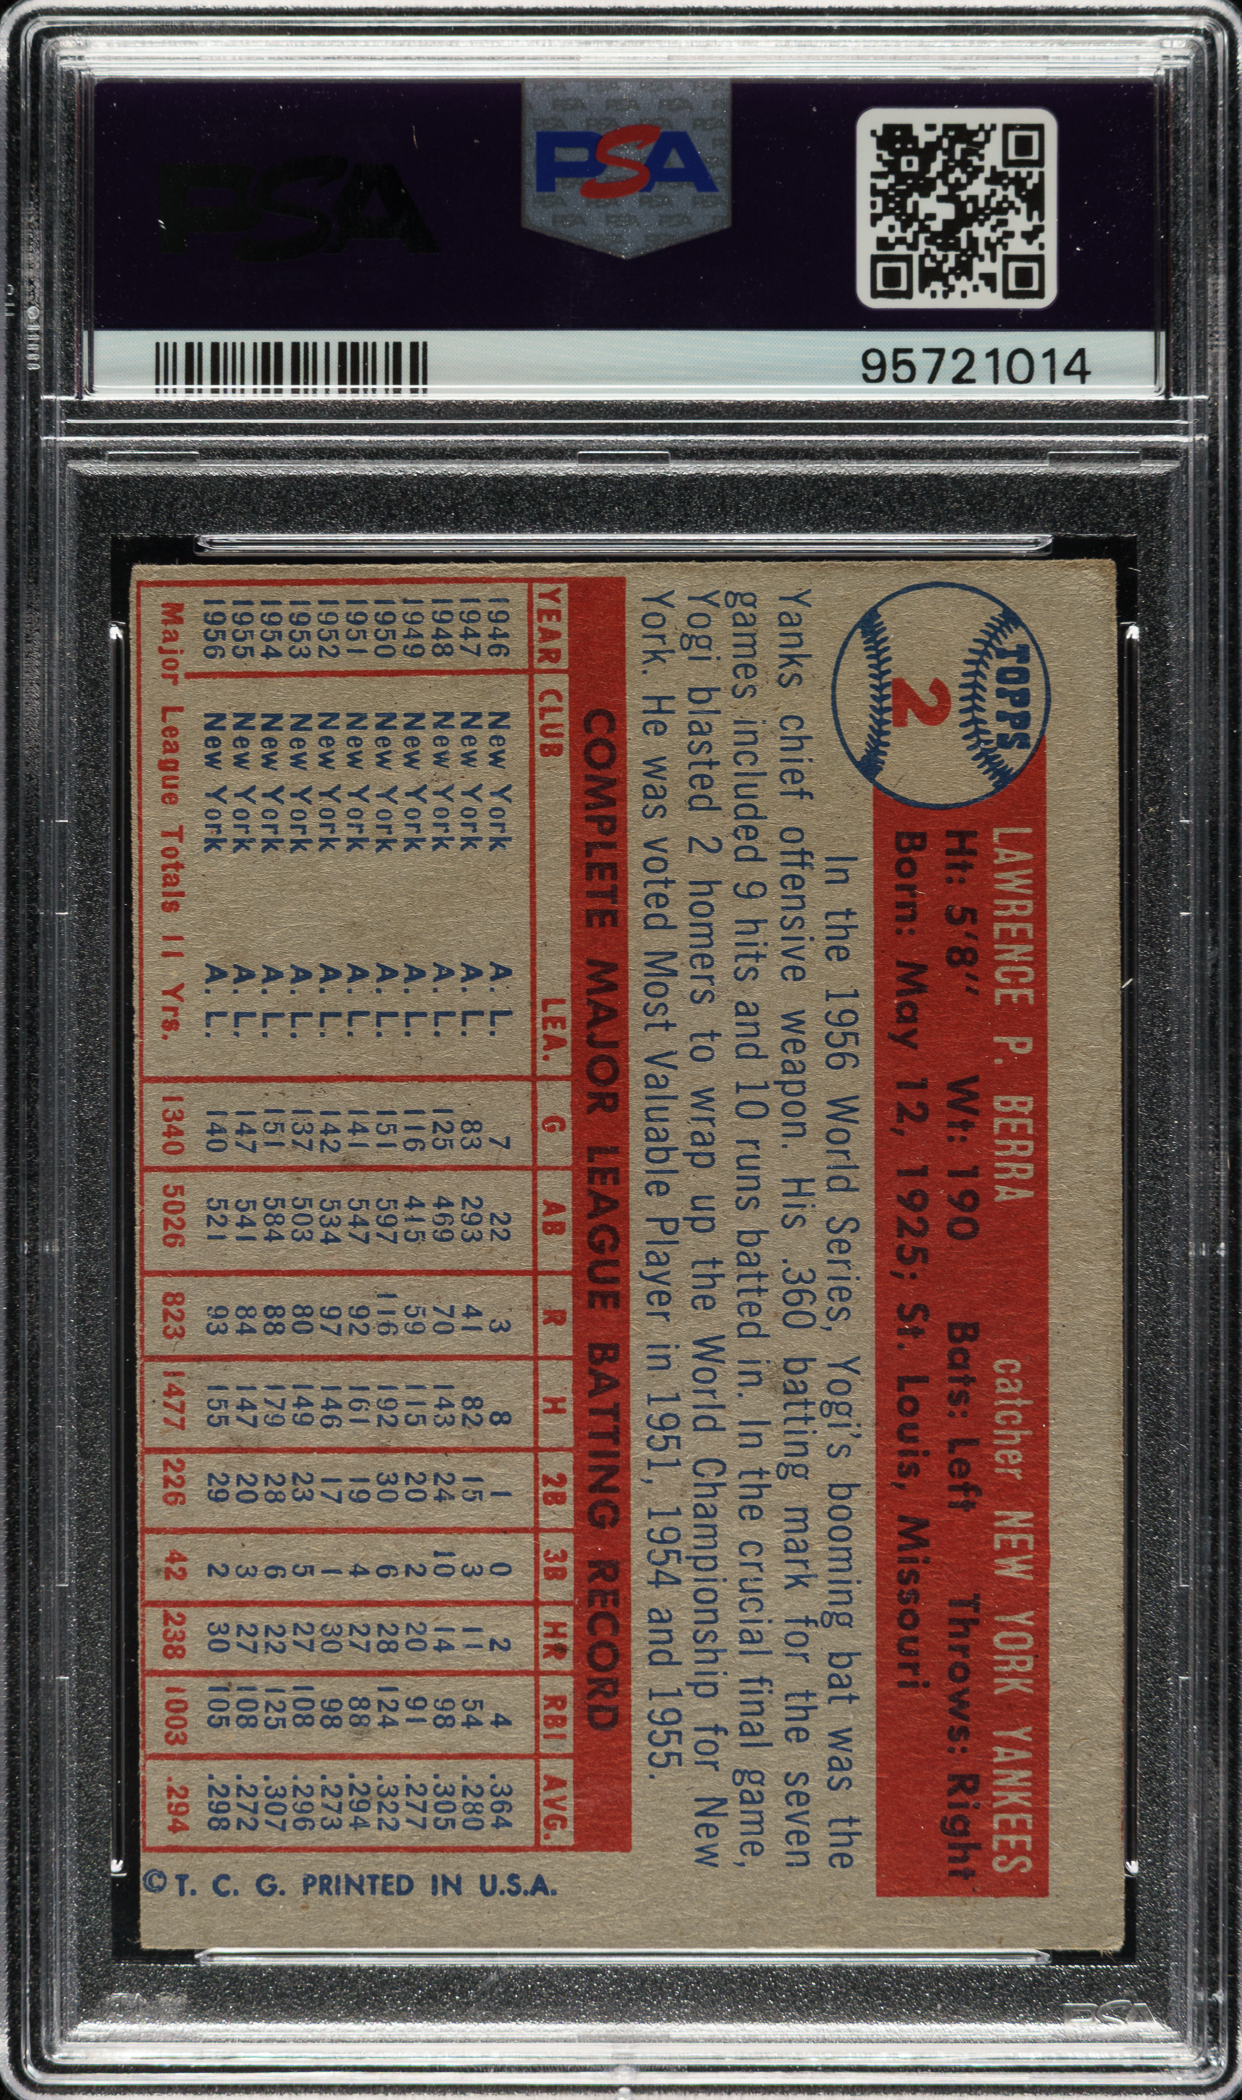 PSA
PSA
95721014
TOPPS
2
LAWRENCE P. BERRA catcher NEW YORK YANKEES
Ht: 5'8" Wt: 190 Bats: Left Throws: Right
Born: May 12, 1925; St. Louis, Missouri
In the 1956 World Series, Yogi's booming bat was the
Yanks chief offensive weapon. His .360 batting mark for the seven
games included 9 hits and 10 runs batted in. In the crucial final game,
Yogi blasted 2 homers to wrap up the World Championship for New
York. He was voted Most Valuable Player in 1951, 1954 and 1955.
COMPLETE MAJOR LEAGUE BATTING RECORD
YEAR CLUB LEA. G AB R H 2B 3B HR RBI AVG.
1946 New York A. L. 7 22 3 8 1 0 2 4 .364
1947 New York A. L. 83 293 41 82 15 3 11 54 .280
1948 New York A. L. 125 469 70 143 24 10 14 98 .305
1949 New York A. L. 116 415 59 115 20 2 20 91 .277
1950 New York A. L. 151 597 116 192 30 6 28 124 .322
1951 New York A. L. 141 547 92 161 19 4 27 88 .294
1952 New York A. L. 142 534 97 146 17 1 30 98 .273
1953 New York A. L. 137 503 80 149 23 5 27 108 .296
1954 New York A. L. 151 584 88 179 28 6 22 125 .307
1955 New York A. L. 147 541 84 147 20 3 27 108 .272
1956 New York A. L. 140 521 93 155 29 2 30 105 .298
Major League Totals 11 Yrs. 1340 5026 823 1477 226 42 238 1003 .294
© T. C. G. PRINTED IN U.S.A.
PSA